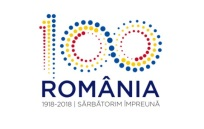 100
ROMÂNIA
1918-2018 | SĂRBĂTORIM ÎMPREUNĂ